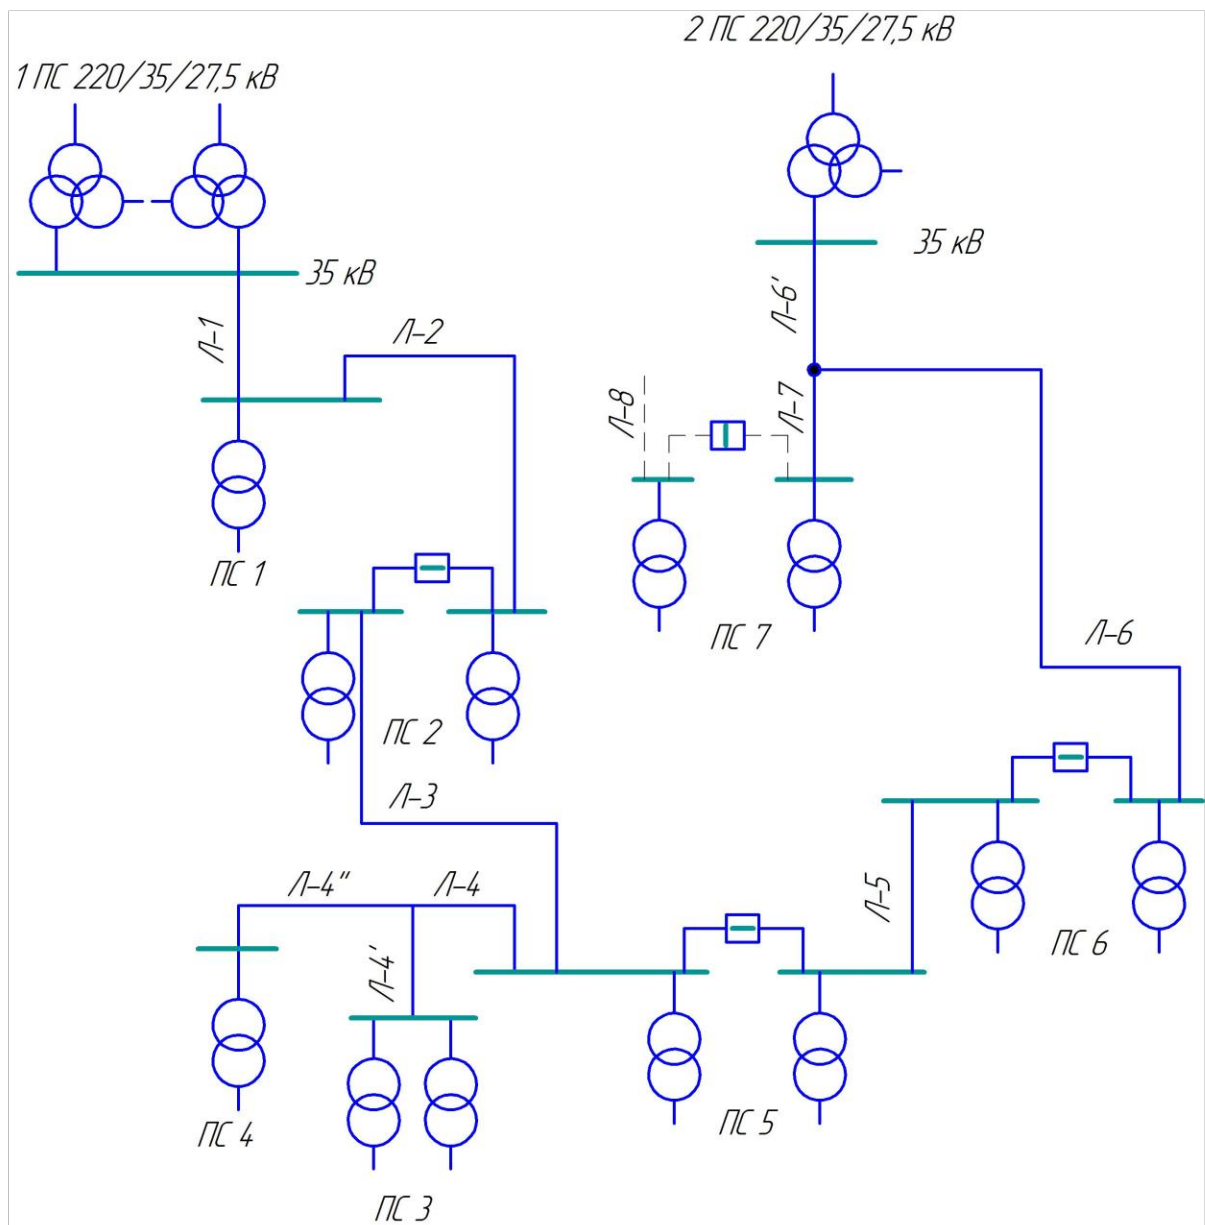 2 ПС 220/35/27,5 кВ
1 ПС 220/35/27,5 кВ
35 кВ
35 кВ
Л-6'
Л-1
Л-2
Л-8
Л-7
ПС 1
ПС 7
Л-6
ПС 2
Л-3
Л-4"
Л-4
Л-5
Л-4'
ПС 6
ПС 5
ПС 4
ПС 3